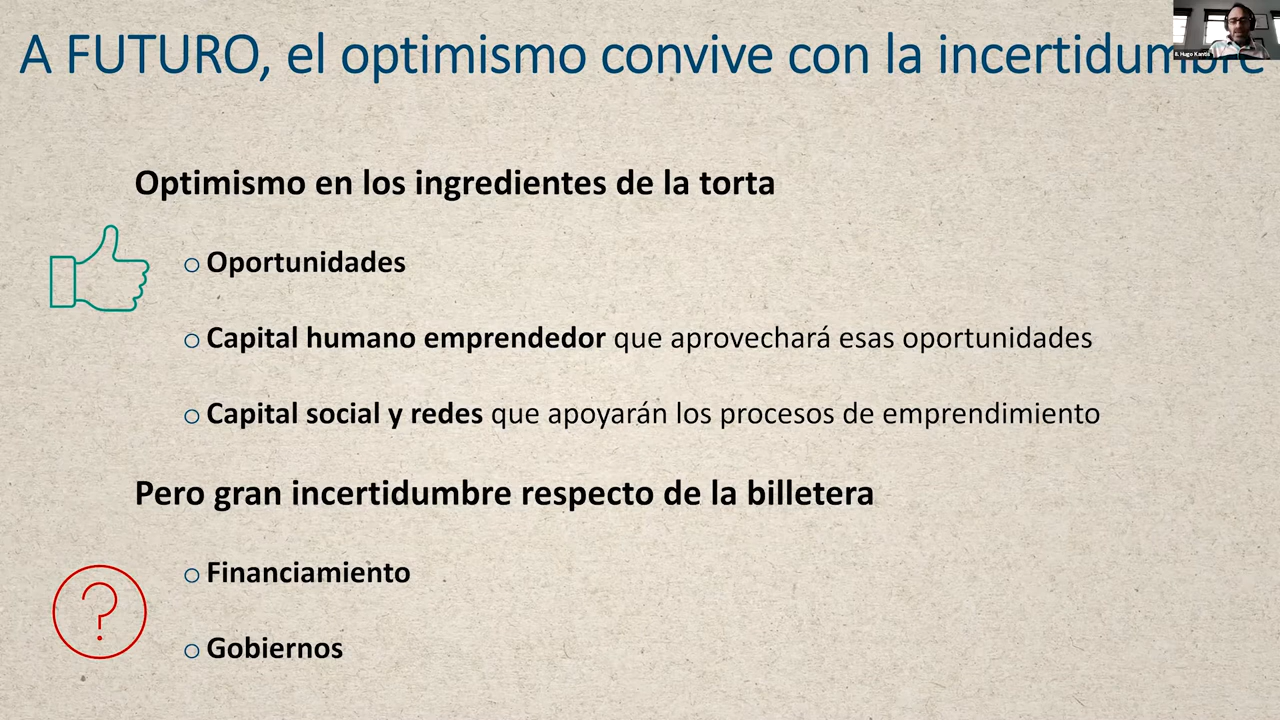 A FUTURO, el optimismo convive con la incertidumbre
Hugo Kantis
Optimismo en los ingredientes de la torta
Oportunidades
Capital humano emprendedor que aprovechará esas oportunidades
Capital social y redes que apoyarán los procesos de emprendimiento
Pero gran incertidumbre respecto de la billetera
?
Financiamiento
Gobiernos